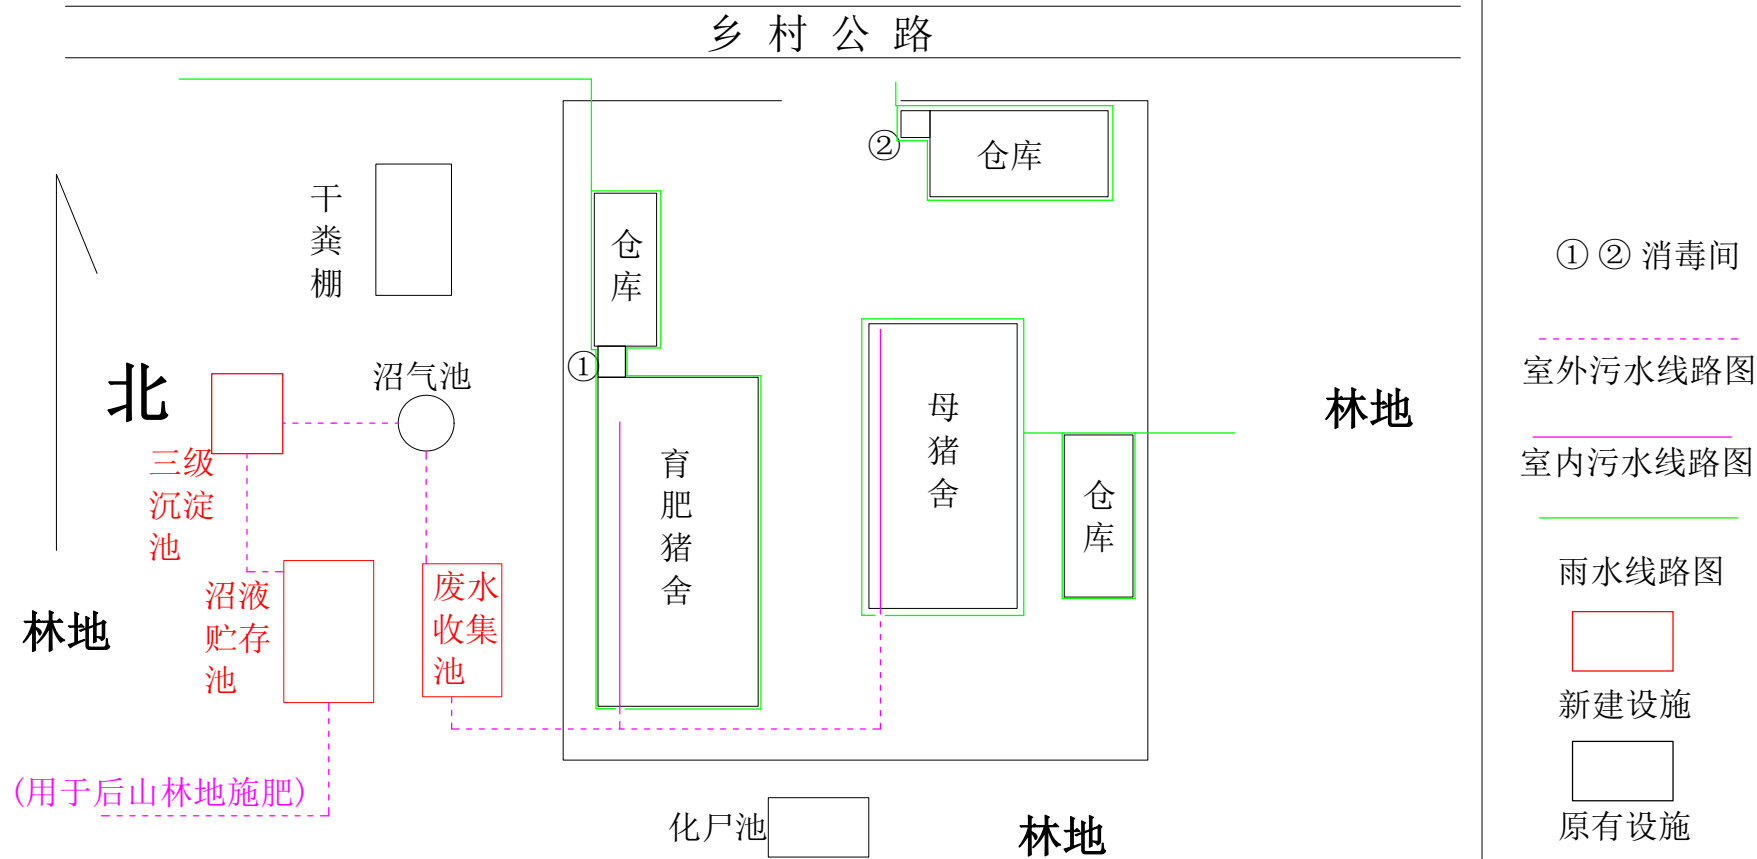 乡村公路
②
仓库
干粪棚
仓库
① ② 消毒间
①
沼气池
北
室外污水线路图
母猪舍
林地
三级
沉淀
池
育肥猪舍
室内污水线路图
仓库
沼液
贮存
池
废水
收集
池
雨水线路图
林地
新建设施
(用于后山林地施肥)
化尸池
林地
原有设施